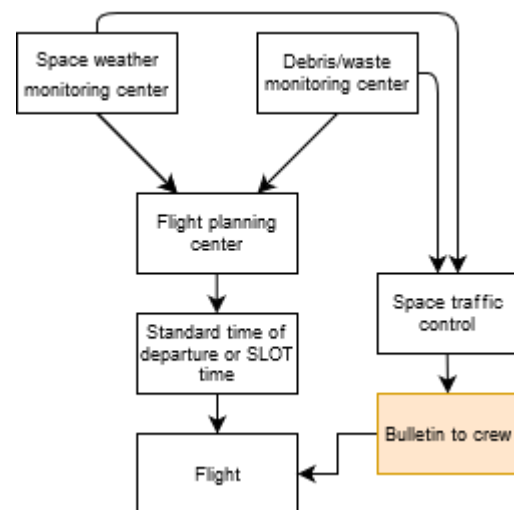 Space weather
monitoring center
Debris/waste
monitoring center
Flight planning
center
Standard time of
departure or SLOT
time
Space traffic
control
Bulletin to crew
Flight